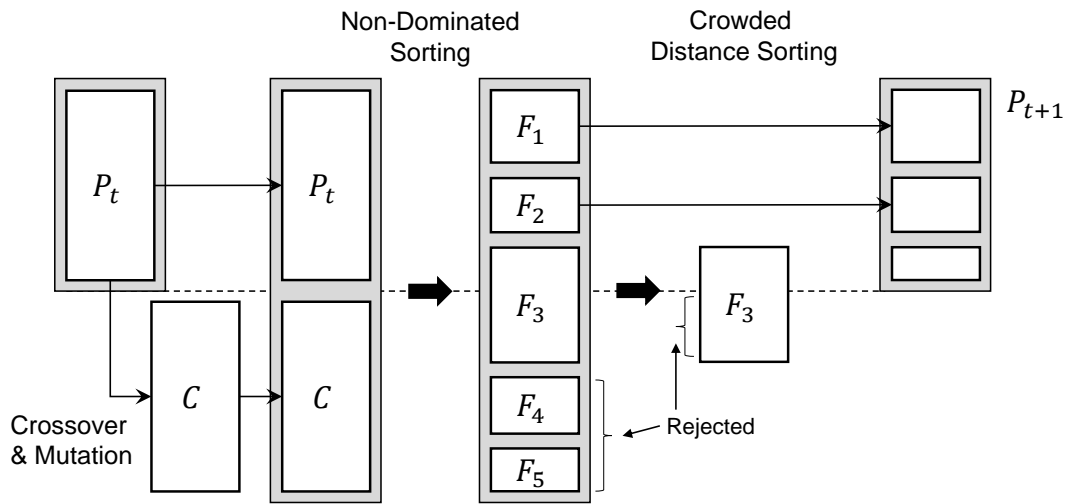 Non-Dominated
Sorting
Crowded
Distance Sorting
P_t
P_t
F_1
F_2
F_3
F_4
F_5
P_{t+1}
F_3
C
C
Crossover
& Mutation
Rejected